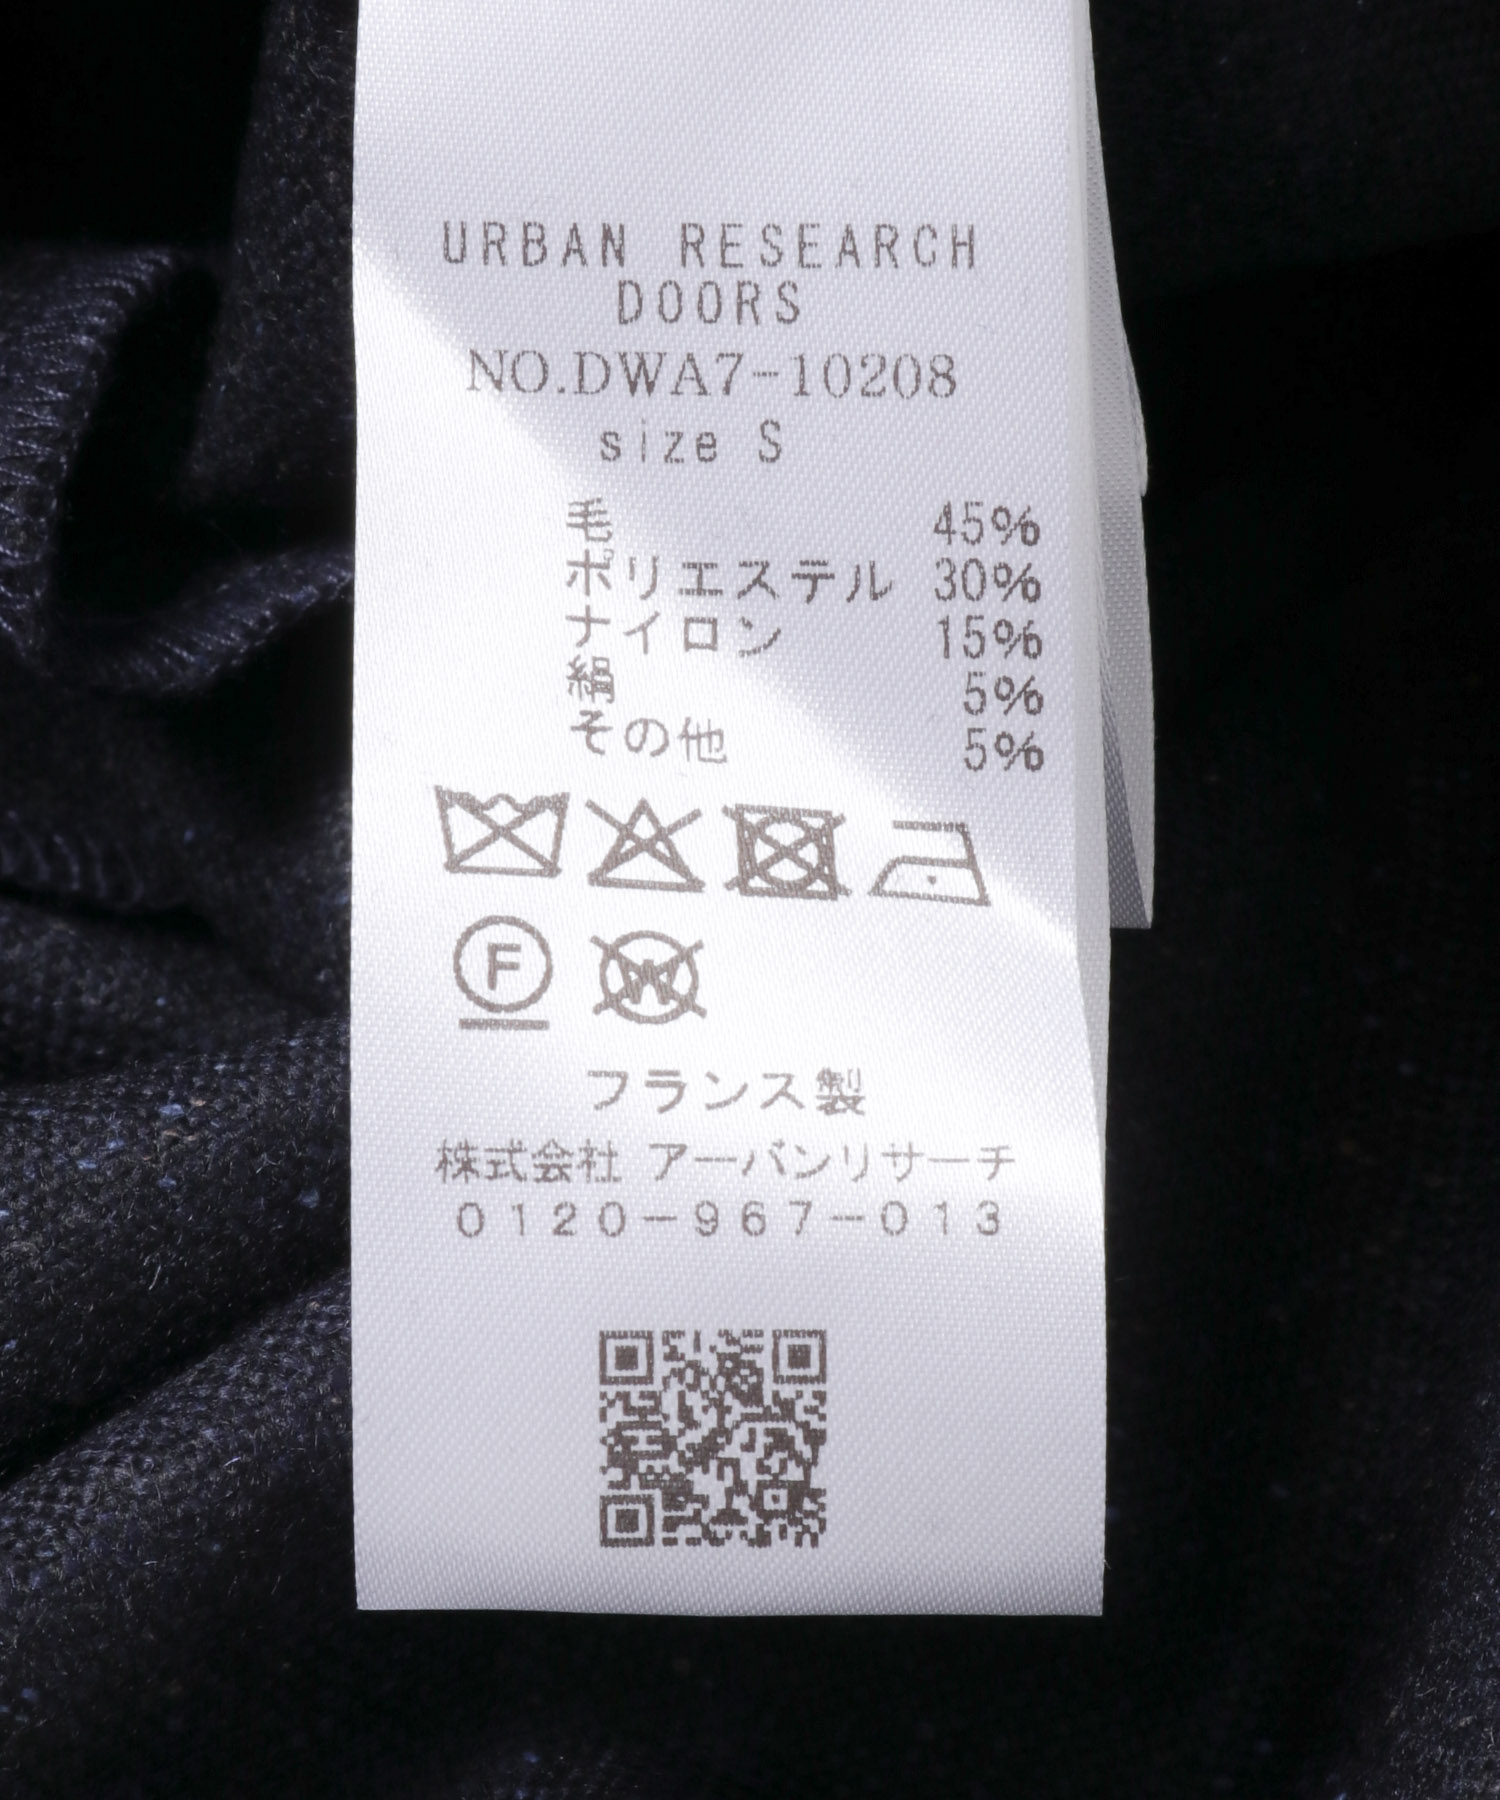 URBAN RESEARCH
DOORS
NO.DWA7-10208
size S
毛 45%
ポリエステル 30%
ナイロン 15%
絹 5%
その他 5%
F W
フランス製
株式会社 アーバンリサーチ
0120-967-013